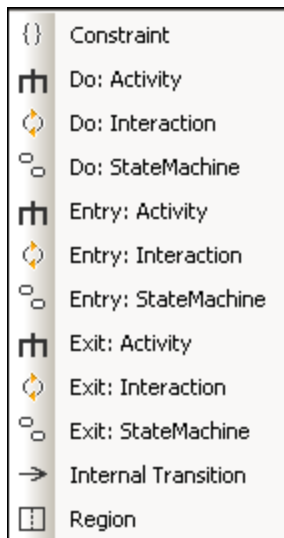 Constraint
Do: Activity
Do: Interaction
Do: StateMachine
Entry: Activity
Entry: Interaction
Entry: StateMachine
Exit: Activity
Exit: Interaction
Exit: StateMachine
Internal Transition
Region